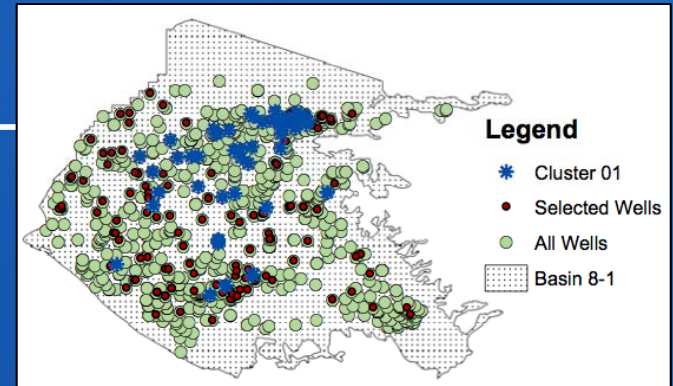 Legend
Cluster 01
Selected Wells
All Wells
Basin 8-1